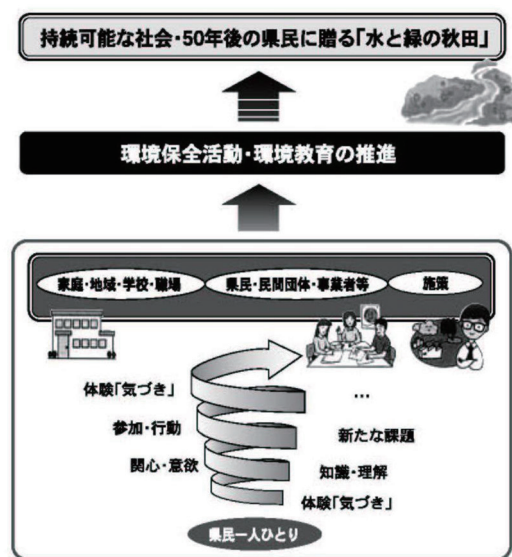 持続可能な社会・50年後の県民に贈る「水と緑の秋田」
環境保全活動・環境教育の推進
家庭・地域・学校・職場
県民・民間団体・事業者等
施策
体験「気づき」
…
参加・行動
新たな課題
関心・意欲
知識・理解
体験「気づき」
県民一人ひとり